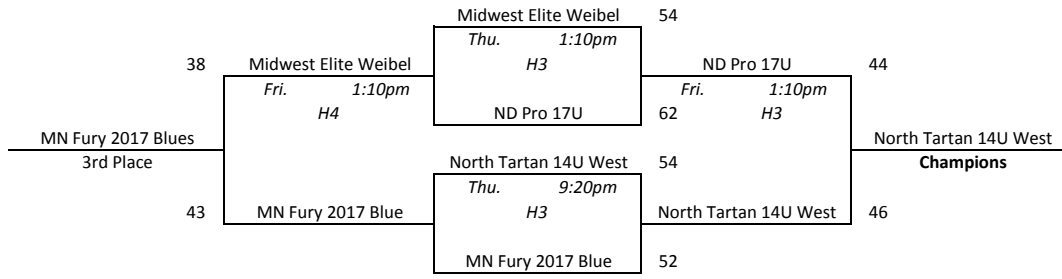 Midwest Elite Weibel 54
Thu. 1:10pm
38 Midwest Elite Weibel H3 ND Pro 17U 44
Fri. 1:10pm Fri. 1:10pm
H4 ND Pro 17U 62 H3
MN Fury 2017 Blues North Tartan 14U West
3rd Place North Tartan 14U West 54 Champions
Thu. 9:20pm
43 MN Fury 2017 Blue H3 North Tartan 14U West 46
MN Fury 2017 Blue 52